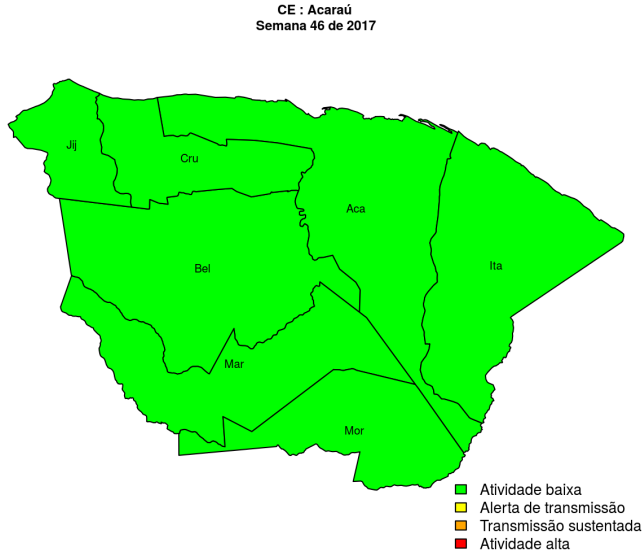 CE : Acaraú
Semana 46 de 2017
Jij
Cru
Aca
Bel
Ita
Mar
Mor
Atividade baixa
Alerta de transmissão
Transmissão sustentada
Atividade alta